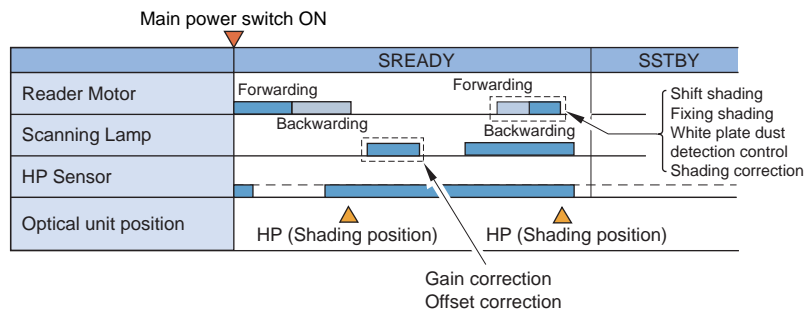 Main power switch ON
SREADY
SSTBY
Reader Motor
Forwarding
Backwarding
Forwarding
Backwarding
Shift shading
Fixing shading
White plate dust
detection control
Shading correction
Scanning Lamp
HP Sensor
Optical unit position
HP (Shading position)
HP (Shading position)
Gain correction
Offset correction